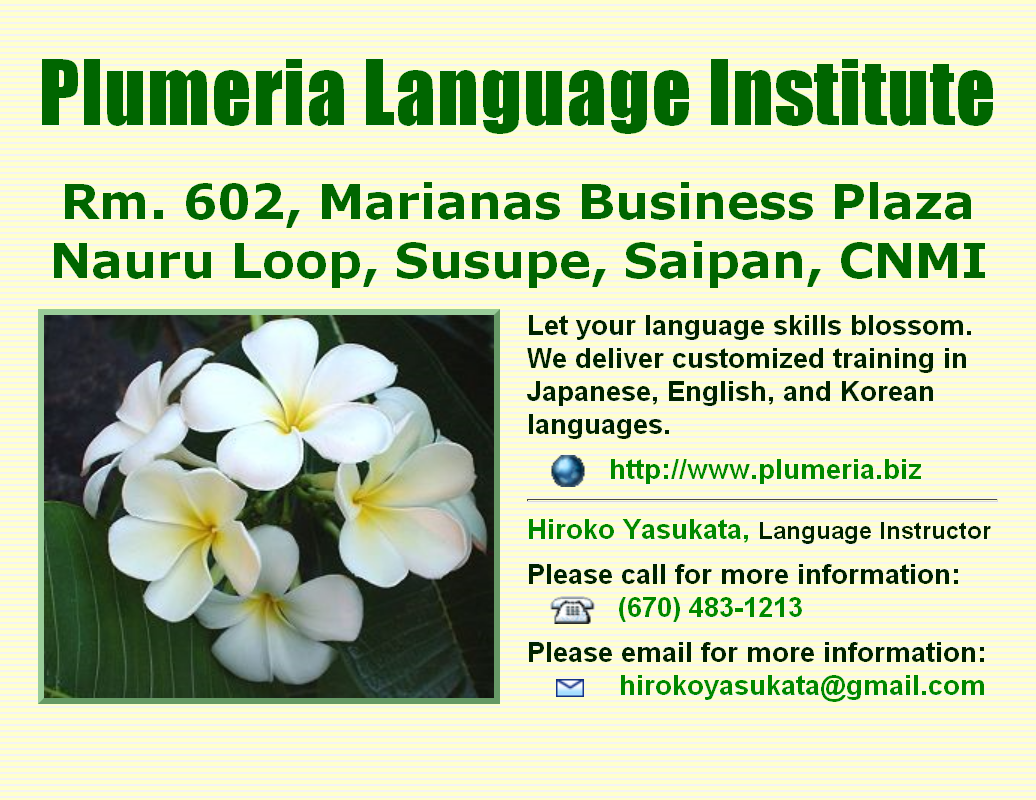 Plumeria Language Institute
Rm. 602, Marianas Business Plaza
Nauru Loop, Susupe, Saipan, CNMI
Let your language skills blossom.
We deliver customized training in
Japanese, English, and Korean
languages.
http://www.plumeria.biz
Hiroko Yasukata, Language Instructor
Please call for more information:
(670) 483-1213
Please email for more information:
hirokoyasukata@gmail.com